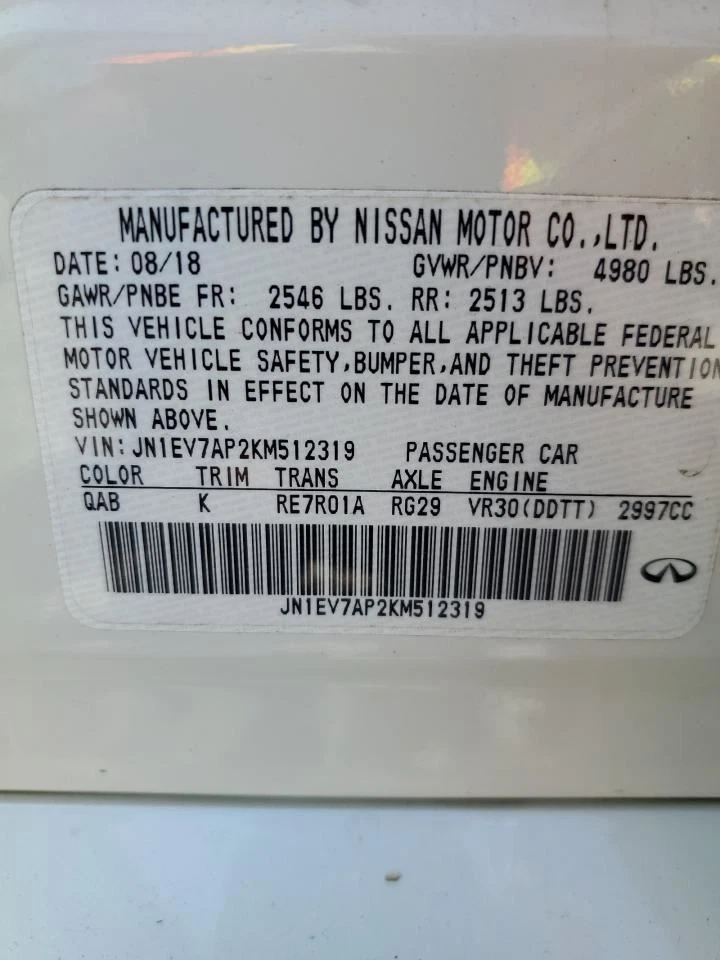 MANUFACTURED BY NISSAN MOTOR CO.,LTD.
DATE: 08/18 GVWR/PNBV: 4980 LBS.
GAWR/PNBE FR: 2546 LBS. RR: 2513 LBS.
THIS VEHICLE CONFORMS TO ALL APPLICABLE FEDERAL
MOTOR VEHICLE SAFETY,BUMPER,AND THEFT PREVENTION
STANDARDS IN EFFECT ON THE DATE OF MANUFACTURE
SHOWN ABOVE.
VIN: JN1EV7AP2KM512319 PASSENGER CAR
COLOR TRIM TRANS AXLE ENGINE
QAB K RE7R01A RG29 VR30(DDTT) 2997CC
JN1EV7AP2KM512319